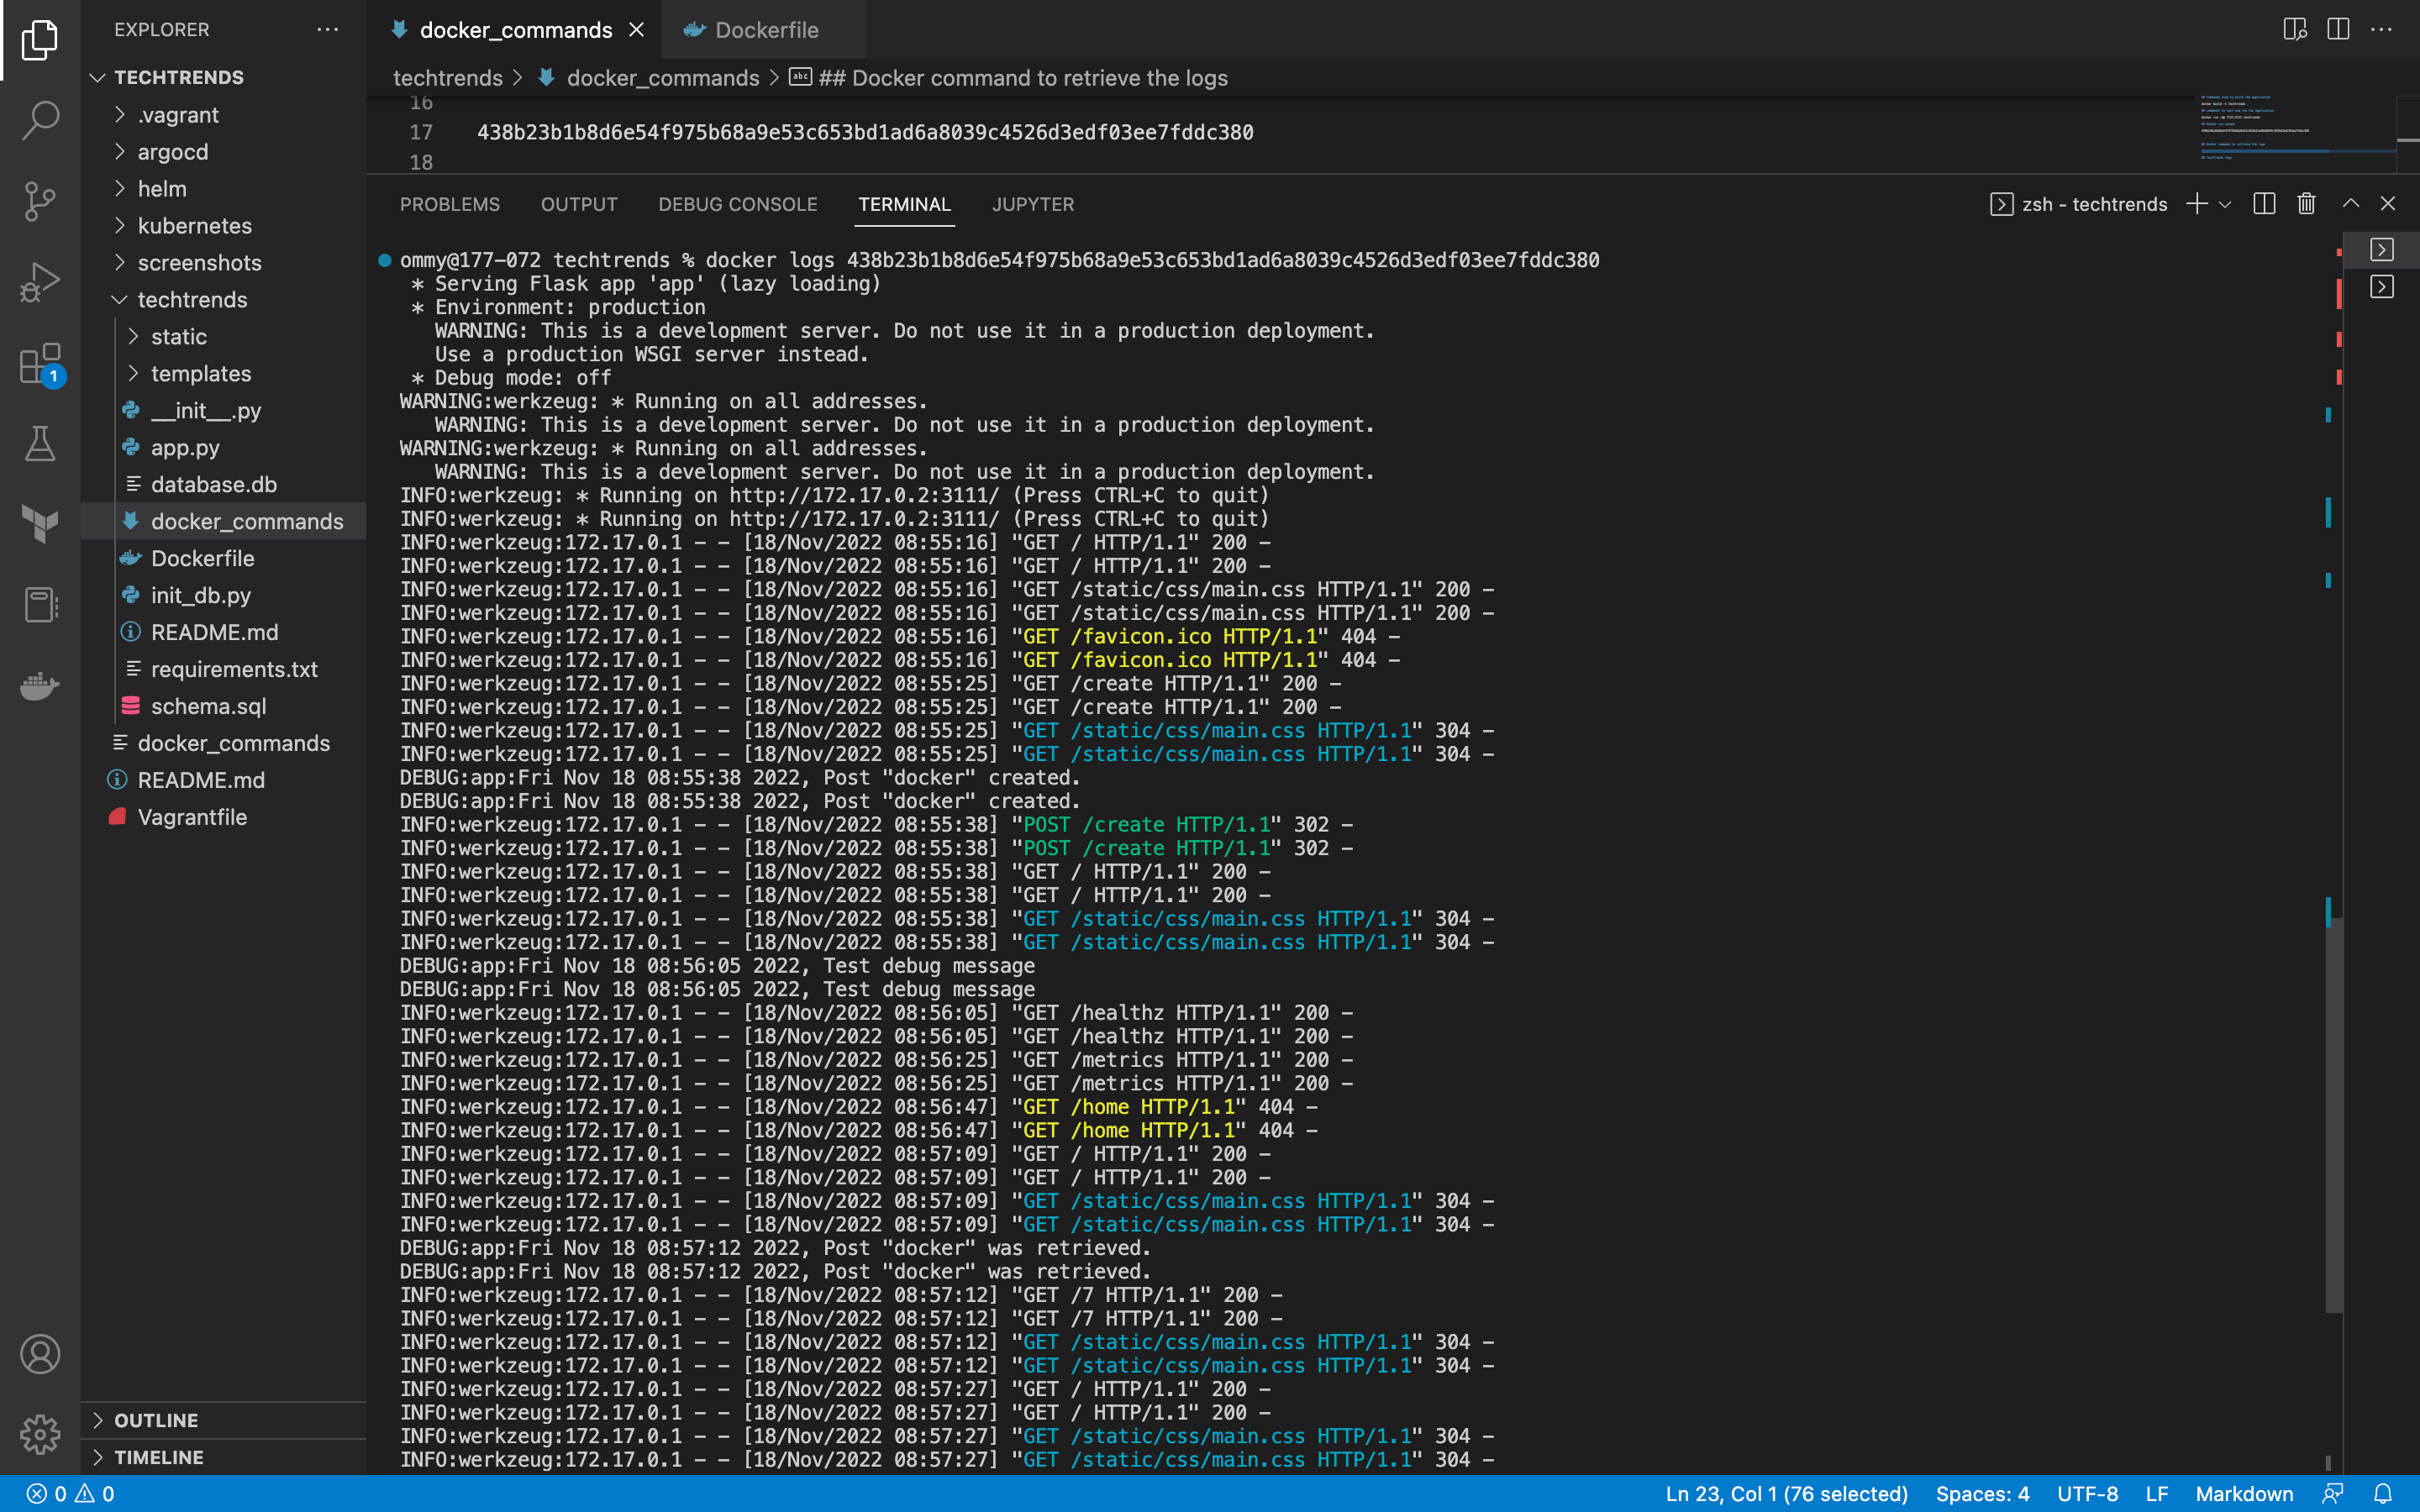 EXPLORER
TECHTRENDS
.vagrant
argocd
helm
kubernetes
screenshots
techtrends
static
templates
__init__.py
app.py
database.db
docker_commands
Dockerfile
init_db.py
README.md
requirements.txt
schema.sql
docker_commands
README.md
Vagrantfile
OUTLINE
TIMELINE
1
docker_commands
Dockerfile
techtrends > docker_commands > abc ## Docker command to retrieve the logs
16
17 438b23b1b8d6e54f975b68a9e53c653bd1ad6a8039c4526d3edf03ee7fddc380
18
PROBLEMS OUTPUT DEBUG CONSOLE TERMINAL JUPYTER
zsh - techtrends
ommy@177-072 techtrends % docker logs 438b23b1b8d6e54f975b68a9e53c653bd1ad6a8039c4526d3edf03ee7fddc380
* Serving Flask app 'app' (lazy loading)
* Environment: production
WARNING: This is a development server. Do not use it in a production deployment.
Use a production WSGI server instead.
* Debug mode: off
WARNING:werkzeug: * Running on all addresses.
WARNING: This is a development server. Do not use it in a production deployment.
WARNING:werkzeug: * Running on all addresses.
WARNING: This is a development server. Do not use it in a production deployment.
INFO:werkzeug: * Running on http://172.17.0.2:3111/ (Press CTRL+C to quit)
INFO:werkzeug: * Running on http://172.17.0.2:3111/ (Press CTRL+C to quit)
INFO:werkzeug:172.17.0.1 - - [18/Nov/2022 08:55:16] "GET / HTTP/1.1" 200 -
INFO:werkzeug:172.17.0.1 - - [18/Nov/2022 08:55:16] "GET / HTTP/1.1" 200 -
INFO:werkzeug:172.17.0.1 - - [18/Nov/2022 08:55:16] "GET /static/css/main.css HTTP/1.1" 200 -
INFO:werkzeug:172.17.0.1 - - [18/Nov/2022 08:55:16] "GET /static/css/main.css HTTP/1.1" 200 -
INFO:werkzeug:172.17.0.1 - - [18/Nov/2022 08:55:16] "GET /favicon.ico HTTP/1.1" 404 -
INFO:werkzeug:172.17.0.1 - - [18/Nov/2022 08:55:16] "GET /favicon.ico HTTP/1.1" 404 -
INFO:werkzeug:172.17.0.1 - - [18/Nov/2022 08:55:25] "GET /create HTTP/1.1" 200 -
INFO:werkzeug:172.17.0.1 - - [18/Nov/2022 08:55:25] "GET /create HTTP/1.1" 200 -
INFO:werkzeug:172.17.0.1 - - [18/Nov/2022 08:55:25] "GET /static/css/main.css HTTP/1.1" 304 -
INFO:werkzeug:172.17.0.1 - - [18/Nov/2022 08:55:25] "GET /static/css/main.css HTTP/1.1" 304 -
DEBUG:app:Fri Nov 18 08:55:38 2022, Post "docker" created.
DEBUG:app:Fri Nov 18 08:55:38 2022, Post "docker" created.
INFO:werkzeug:172.17.0.1 - - [18/Nov/2022 08:55:38] "POST /create HTTP/1.1" 302 -
INFO:werkzeug:172.17.0.1 - - [18/Nov/2022 08:55:38] "POST /create HTTP/1.1" 302 -
INFO:werkzeug:172.17.0.1 - - [18/Nov/2022 08:55:38] "GET / HTTP/1.1" 200 -
INFO:werkzeug:172.17.0.1 - - [18/Nov/2022 08:55:38] "GET / HTTP/1.1" 200 -
INFO:werkzeug:172.17.0.1 - - [18/Nov/2022 08:55:38] "GET /static/css/main.css HTTP/1.1" 304 -
INFO:werkzeug:172.17.0.1 - - [18/Nov/2022 08:55:38] "GET /static/css/main.css HTTP/1.1" 304 -
DEBUG:app:Fri Nov 18 08:56:05 2022, Test debug message
DEBUG:app:Fri Nov 18 08:56:05 2022, Test debug message
INFO:werkzeug:172.17.0.1 - - [18/Nov/2022 08:56:05] "GET /healthz HTTP/1.1" 200 -
INFO:werkzeug:172.17.0.1 - - [18/Nov/2022 08:56:05] "GET /healthz HTTP/1.1" 200 -
INFO:werkzeug:172.17.0.1 - - [18/Nov/2022 08:56:25] "GET /metrics HTTP/1.1" 200 -
INFO:werkzeug:172.17.0.1 - - [18/Nov/2022 08:56:25] "GET /metrics HTTP/1.1" 200 -
INFO:werkzeug:172.17.0.1 - - [18/Nov/2022 08:56:47] "GET /home HTTP/1.1" 404 -
INFO:werkzeug:172.17.0.1 - - [18/Nov/2022 08:56:47] "GET /home HTTP/1.1" 404 -
INFO:werkzeug:172.17.0.1 - - [18/Nov/2022 08:57:09] "GET / HTTP/1.1" 200 -
INFO:werkzeug:172.17.0.1 - - [18/Nov/2022 08:57:09] "GET / HTTP/1.1" 200 -
INFO:werkzeug:172.17.0.1 - - [18/Nov/2022 08:57:09] "GET /static/css/main.css HTTP/1.1" 304 -
INFO:werkzeug:172.17.0.1 - - [18/Nov/2022 08:57:09] "GET /static/css/main.css HTTP/1.1" 304 -
DEBUG:app:Fri Nov 18 08:57:12 2022, Post "docker" was retrieved.
DEBUG:app:Fri Nov 18 08:57:12 2022, Post "docker" was retrieved.
INFO:werkzeug:172.17.0.1 - - [18/Nov/2022 08:57:12] "GET /7 HTTP/1.1" 200 -
INFO:werkzeug:172.17.0.1 - - [18/Nov/2022 08:57:12] "GET /7 HTTP/1.1" 200 -
INFO:werkzeug:172.17.0.1 - - [18/Nov/2022 08:57:12] "GET /static/css/main.css HTTP/1.1" 304 -
INFO:werkzeug:172.17.0.1 - - [18/Nov/2022 08:57:12] "GET /static/css/main.css HTTP/1.1" 304 -
INFO:werkzeug:172.17.0.1 - - [18/Nov/2022 08:57:27] "GET / HTTP/1.1" 200 -
INFO:werkzeug:172.17.0.1 - - [18/Nov/2022 08:57:27] "GET / HTTP/1.1" 200 -
INFO:werkzeug:172.17.0.1 - - [18/Nov/2022 08:57:27] "GET /static/css/main.css HTTP/1.1" 304 -
INFO:werkzeug:172.17.0.1 - - [18/Nov/2022 08:57:27] "GET /static/css/main.css HTTP/1.1" 304 -
0 0
Ln 23, Col 1 (76 selected) Spaces: 4 UTF-8 LF Markdown